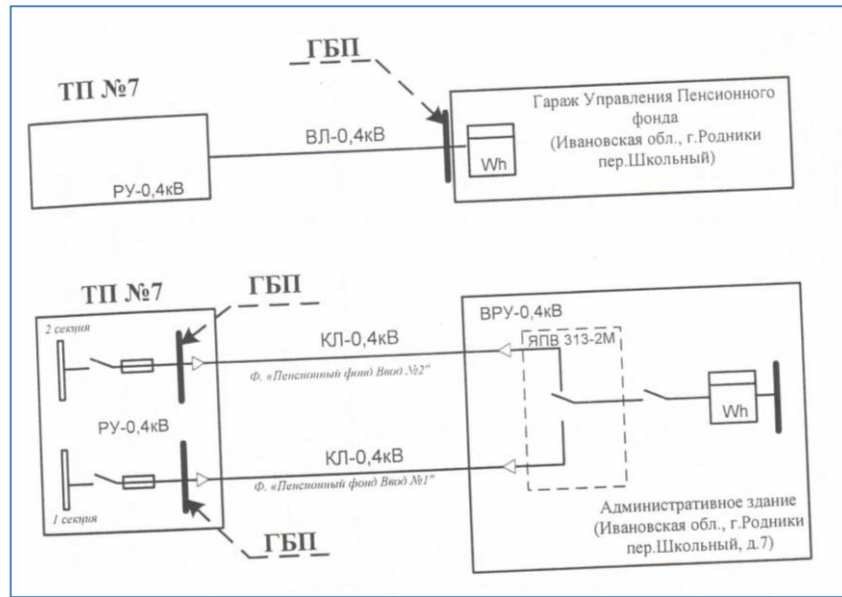 ГБП
ТП №7
Гараж Управления Пенсионного
фонда
(Ивановская обл., г.Родники
пер.Школьный)
ВЛ-0,4кВ
Wh
РУ-0,4кВ
ГБП
ТП №7
ВРУ-0,4кВ
2 секция
КЛ-0,4кВ
ЯПВ 313-2М
Ф. «Пенсионный фонд Ввод №2"
Wh
РУ-0,4кВ
КЛ-0,4кВ
Ф. «Пенсионный фонд Ввод №1"
1 секция
ГБП
Административное здание
(Ивановская обл., г.Родники
пер.Школьный, д.7)